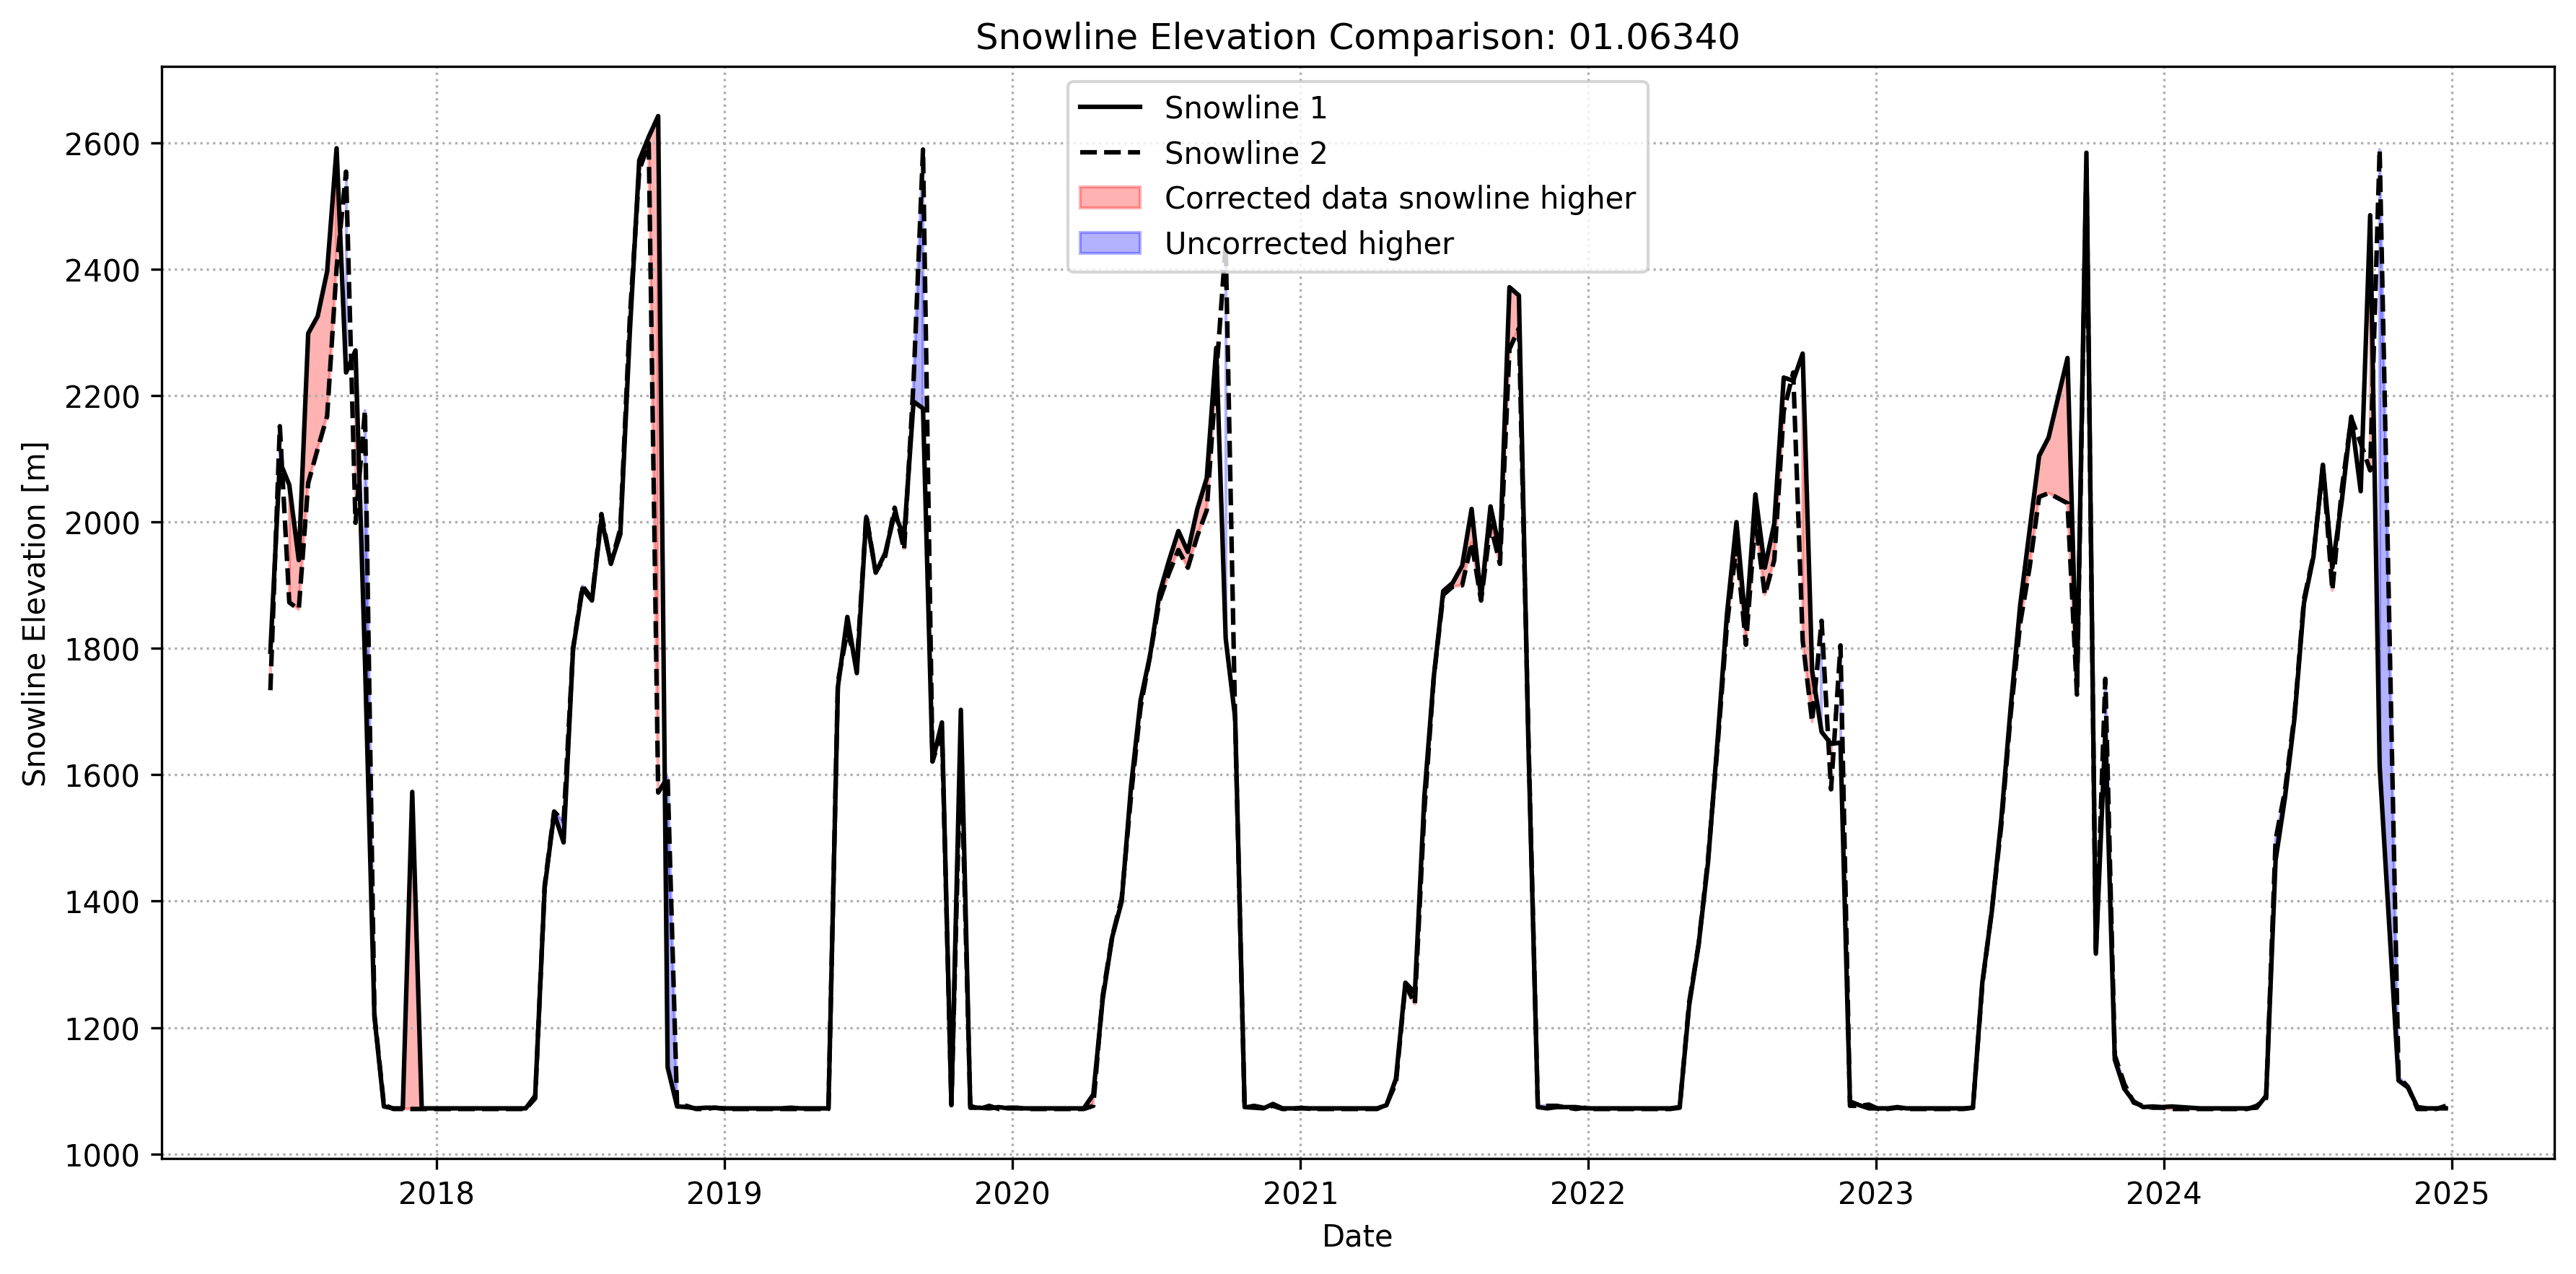 Snowline Elevation Comparison: 01.06340
Snowline 1
Snowline 2
Corrected data snowline higher
Uncorrected higher
Snowline Elevation [m]
2600
2400
2200
2000
1800
1600
1400
1200
1000
2018 2019 2020 2021 2022 2023 2024 2025
Date